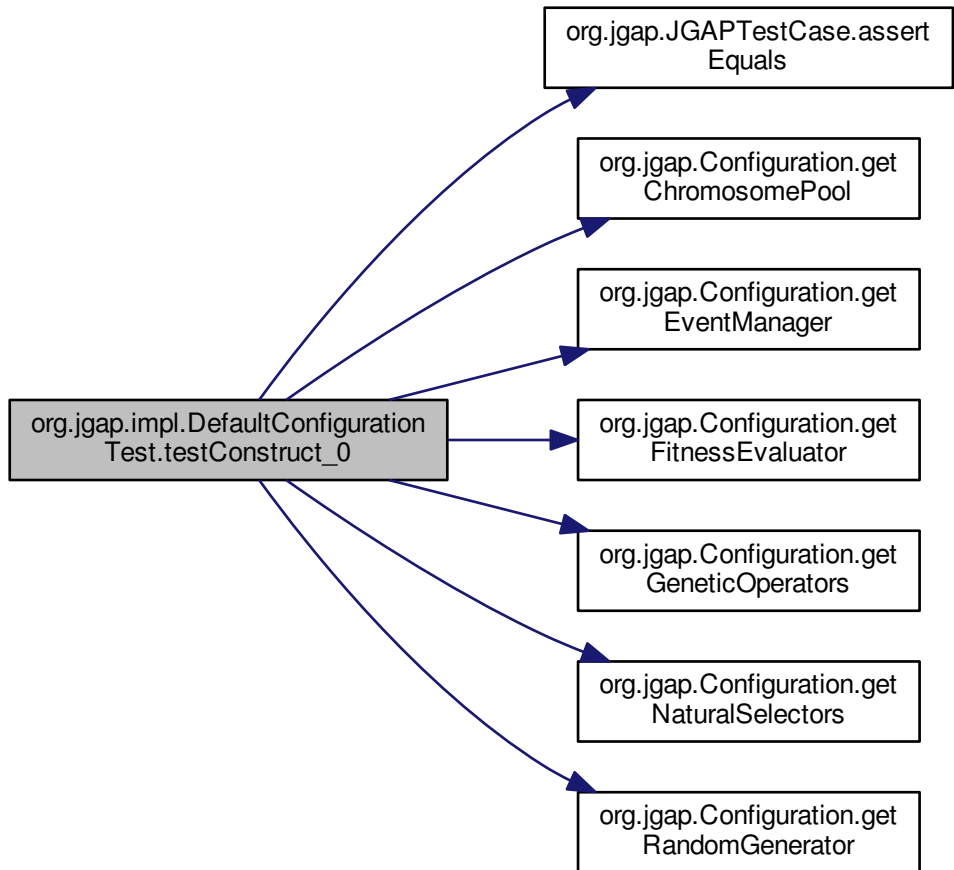 org.jgap.JGAPTestCase.assert
Equals
org.jgap.Configuration.get
ChromosomePool
org.jgap.Configuration.get
EventManager
org.jgap.impl.DefaultConfiguration
Test.testConstruct_0
org.jgap.Configuration.get
FitnessEvaluator
org.jgap.Configuration.get
GeneticOperators
org.jgap.Configuration.get
NaturalSelectors
org.jgap.Configuration.get
RandomGenerator